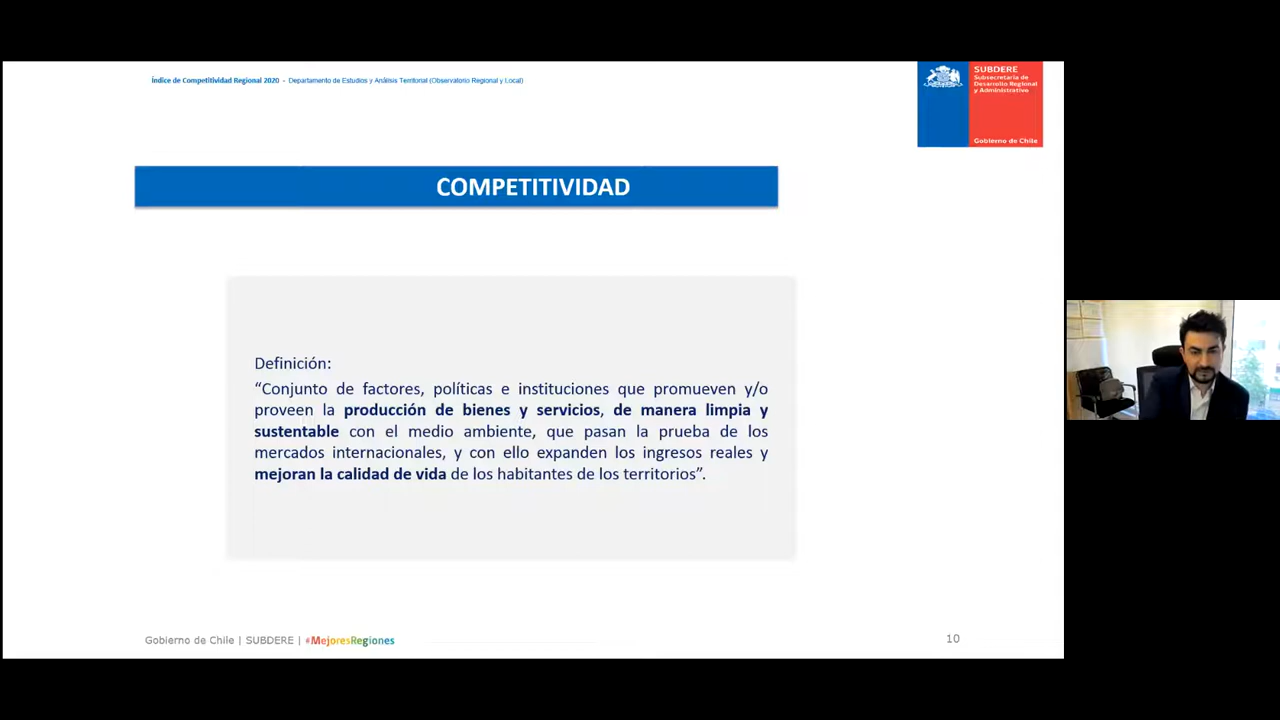 Índice de Competitividad Regional 2020 - Departamento de Estudios y Análisis Territorial (Observatorio Regional y Local)
SUBDERE
Subsecretaría de
Desarrollo Regional
y Administrativo
Gobierno de Chile
COMPETITIVIDAD
Definición:
“Conjunto de factores, políticas e instituciones que promueven y/o
proveen la producción de bienes y servicios, de manera limpia y
sustentable con el medio ambiente, que pasan la prueba de los
mercados internacionales, y con ello expanden los ingresos reales y
mejoran la calidad de vida de los habitantes de los territorios”.
Gobierno de Chile | SUBDERE | #MejoresRegiones
10